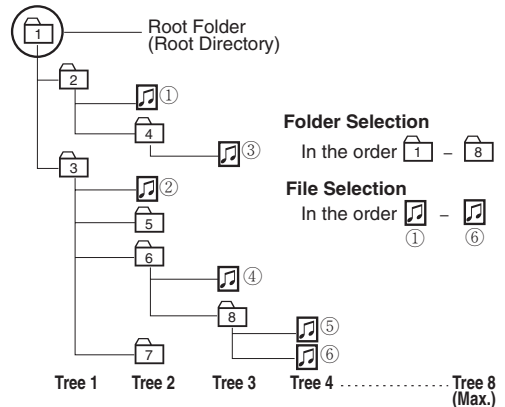 1
Root Folder
(Root Directory)
2
①
4
③
Folder Selection
In the order 1 – 8
3
②
File Selection
In the order –
① ⑥
5
6
④
8
⑤
⑥
7
Tree 1 Tree 2 Tree 3 Tree 4 ............... Tree 8
(Max.)